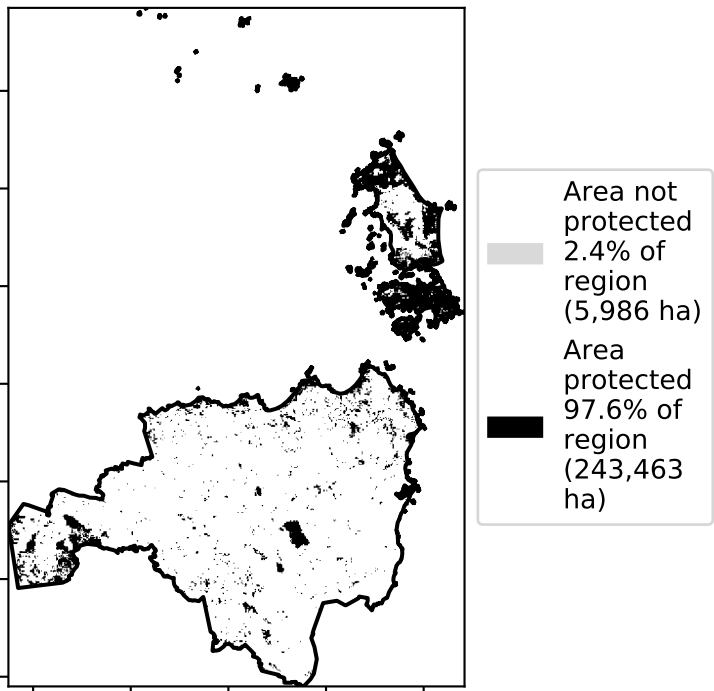 Area not
protected
2.4% of
region
(5,986 ha)
Area
protected
97.6% of
region
(243,463
ha)